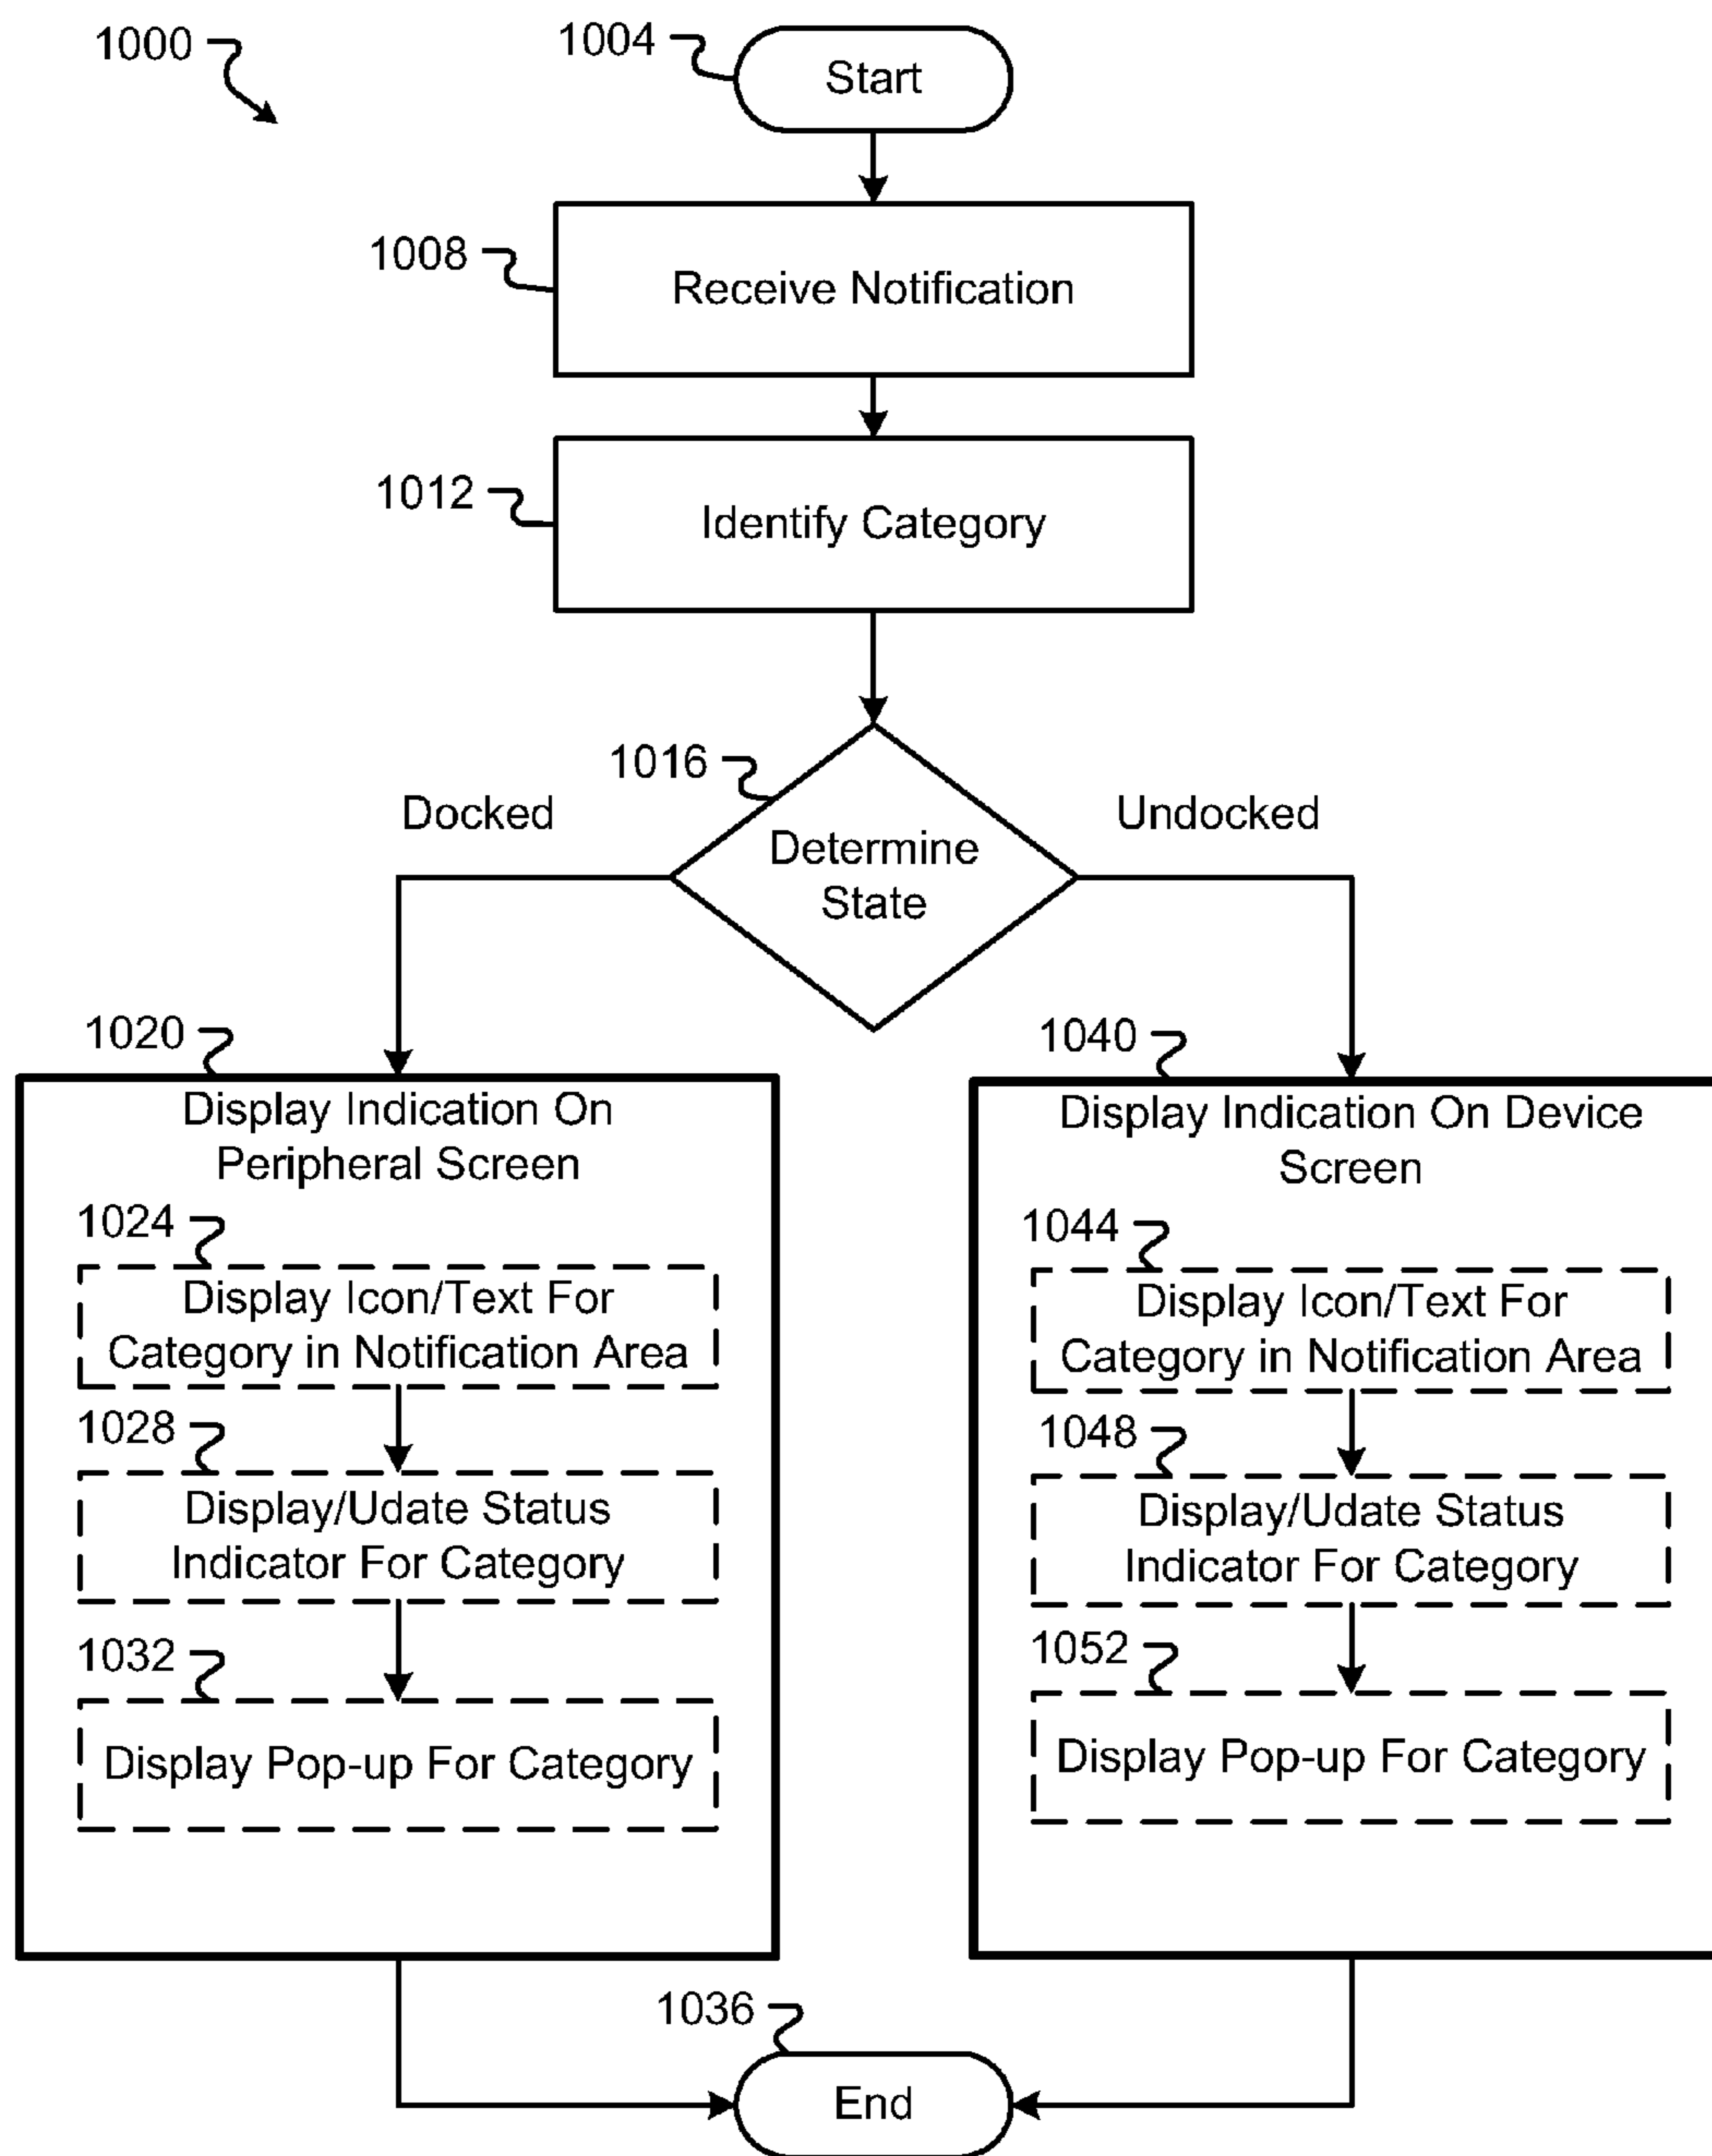 1000
1004
Start
1008
Receive Notification
1012
Identify Category
1016
Docked
Undocked
Determine
State
1020
Display Indication On
Peripheral Screen
1024
Display Icon/Text For
Category in Notification Area
1028
Display/Udate Status
Indicator For Category
1032
Display Pop-up For Category
1040
Display Indication On Device
Screen
1044
Display Icon/Text For
Category in Notification Area
1048
Display/Udate Status
Indicator For Category
1052
Display Pop-up For Category
1036
End